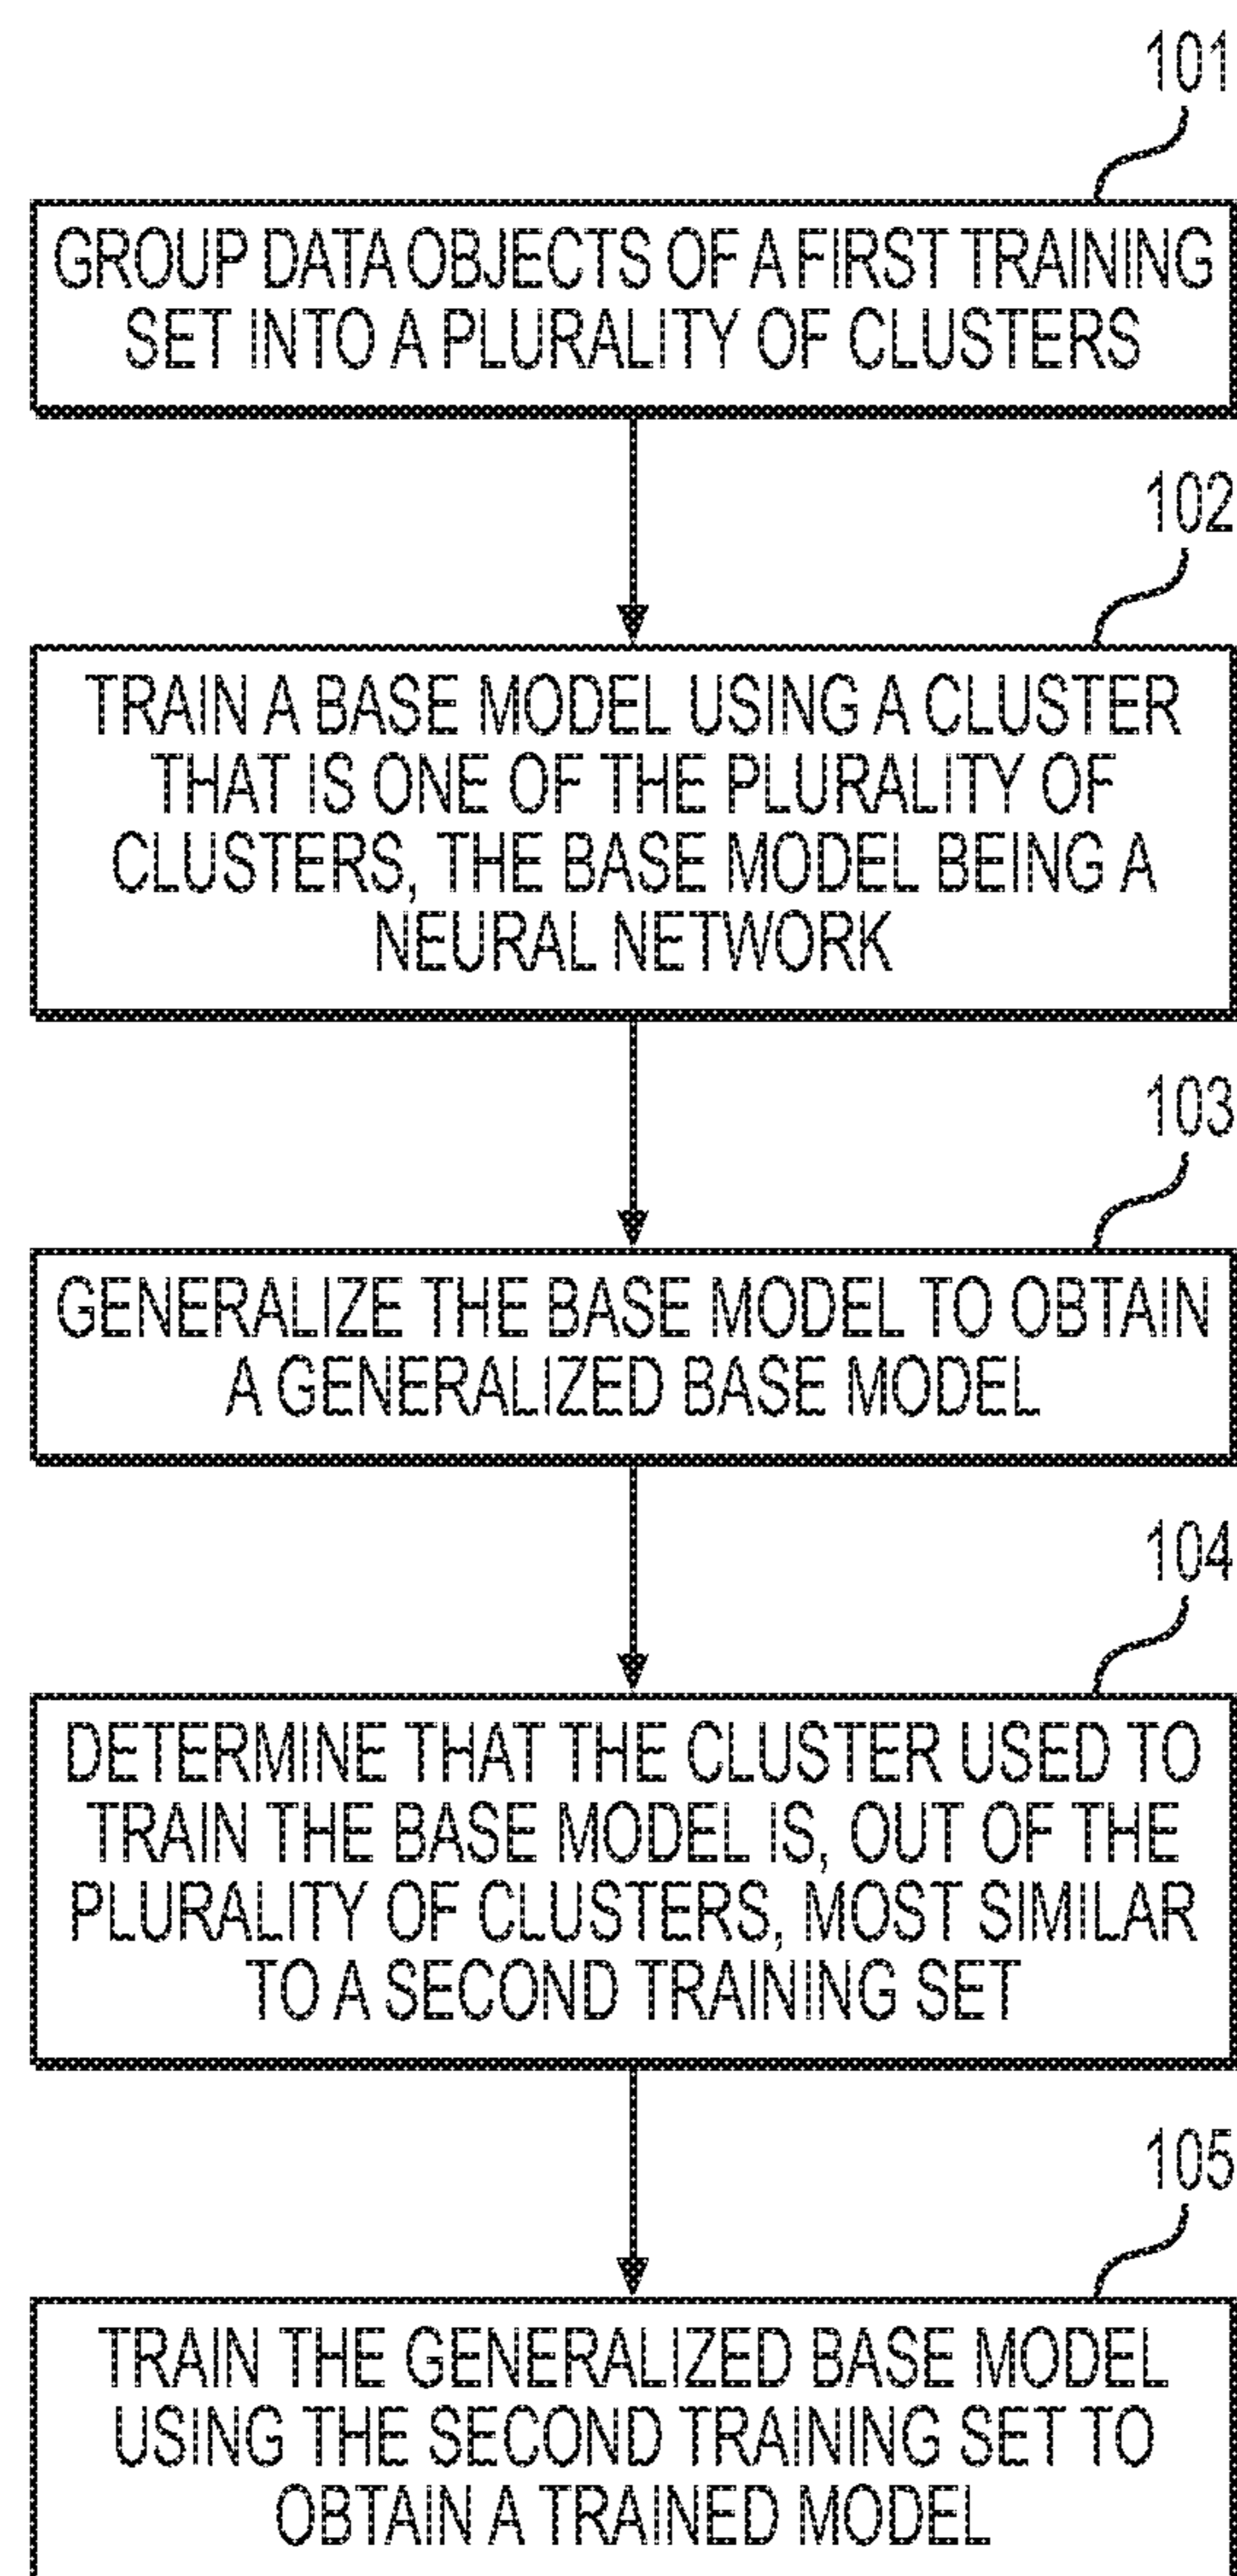 101
GROUP DATA OBJECTS OF A FIRST TRAINING
SET INTO A PLURALITY OF CLUSTERS
102
TRAIN A BASE MODEL USING A CLUSTER
THAT IS ONE OF THE PLURALITY OF
CLUSTERS, THE BASE MODEL BEING A
NEURAL NETWORK
103
GENERALIZE THE BASE MODEL TO OBTAIN
A GENERALIZED BASE MODEL
104
DETERMINE THAT THE CLUSTER USED TO
TRAIN THE BASE MODEL IS, OUT OF THE
PLURALITY OF CLUSTERS, MOST SIMILAR
TO A SECOND TRAINING SET
105
TRAIN THE GENERALIZED BASE MODEL
USING THE SECOND TRAINING SET TO
OBTAIN A TRAINED MODEL